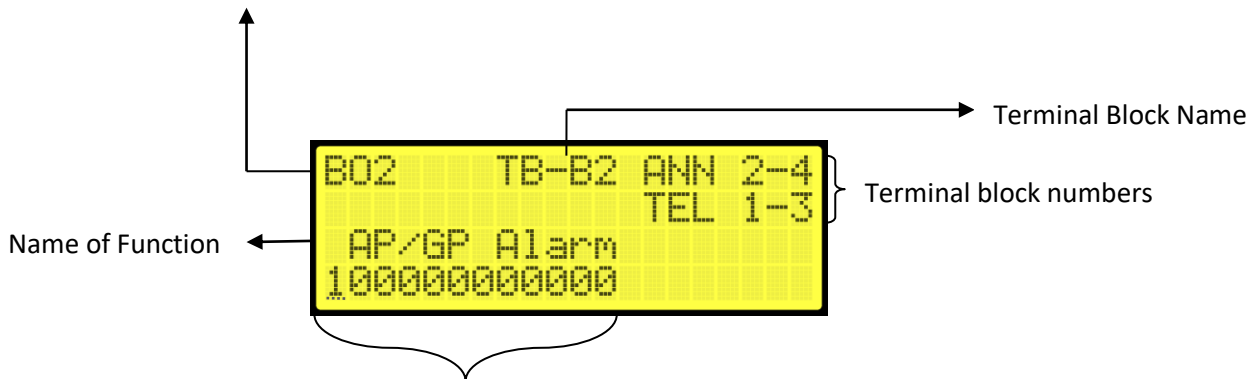 Terminal Block Name
BO2 TB-B2 ANN 2-4
TEL 1-3
Terminal block numbers
Name of Function
AP/GP Alarm
100000000000